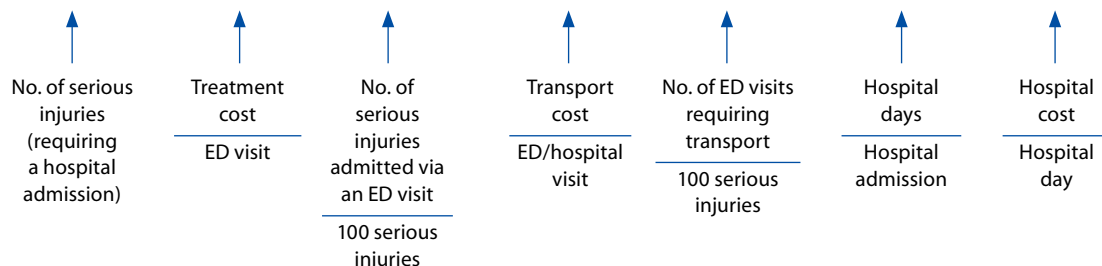 No. of serious
injuries
(requiring
a hospital
admission)
Treatment
cost
ED visit
No. of
serious
injuries
admitted via
an ED visit
100 serious
injuries
Transport
cost
ED/hospital
visit
No. of ED visits
requiring
transport
100 serious
injuries
Hospital
days
Hospital
admission
Hospital
cost
Hospital
day